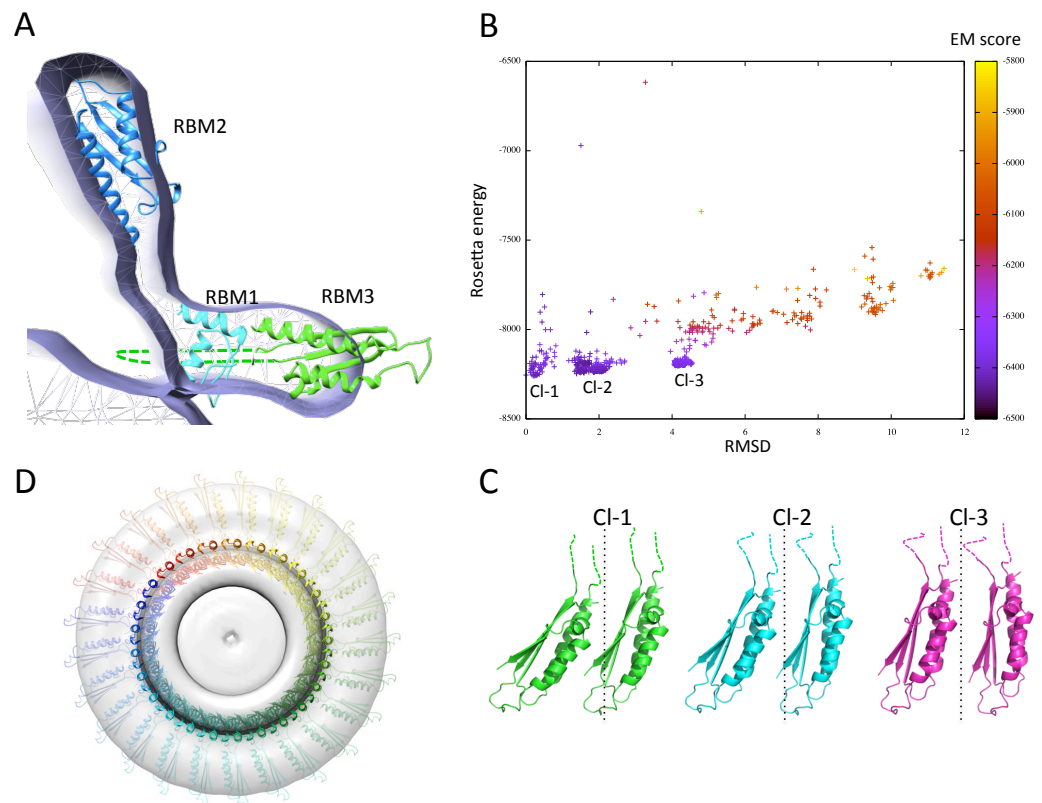 A
RBM2
RBM1
RBM3
B
EM score
-6500
-7000
-7500
-8000
-8500
Rosetta energy
0
2
4
6
8
10
12
RMSD
Cl-1
Cl-2
Cl-3
-5800
-5900
-6000
-6100
-6200
-6300
-6400
-6500
D
C
Cl-1
Cl-2
Cl-3